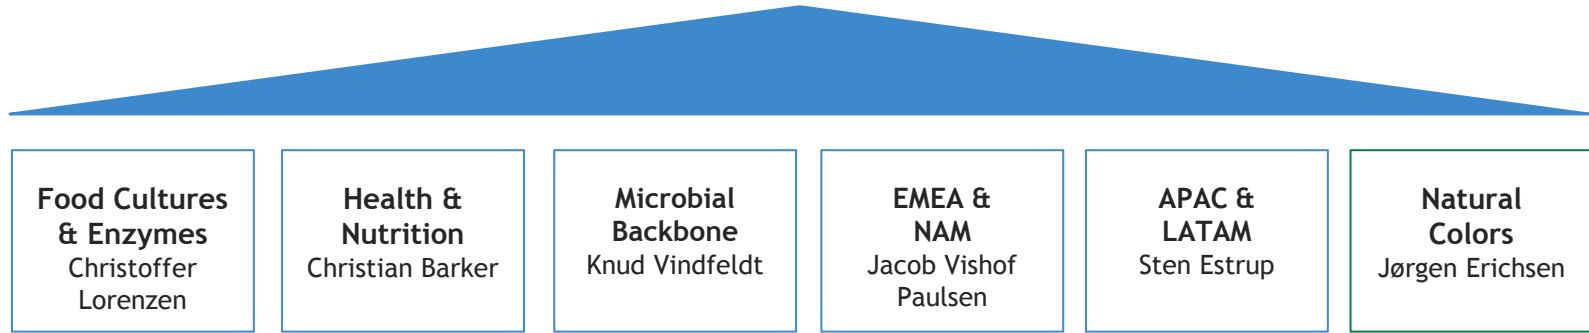 Food Cultures
& Enzymes
Christoffer
Lorenzen
Health &
Nutrition
Christian Barker
Microbial
Backbone
Knud Vindfeldt
EMEA &
NAM
Jacob Vishof
Paulsen
APAC &
LATAM
Sten Estrup
Natural
Colors
Jørgen Erichsen